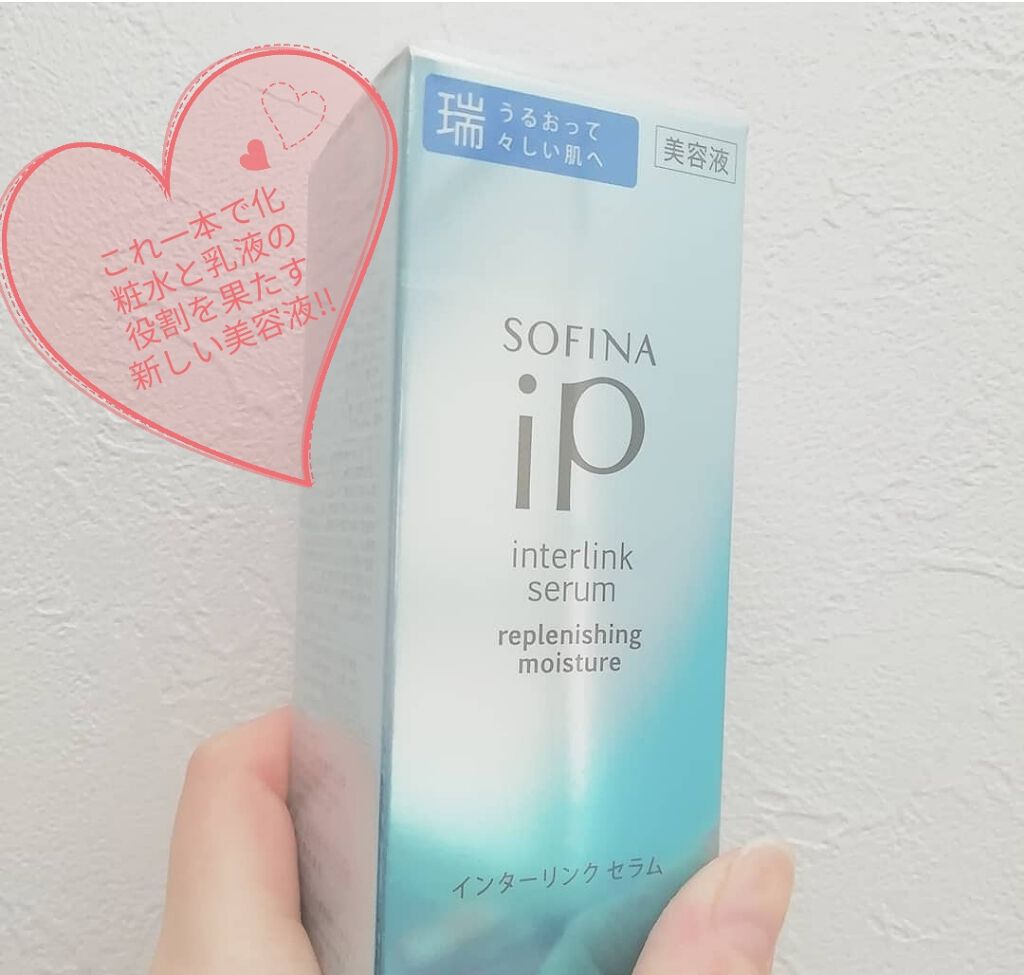 瑞 うるおって
々しい肌へ
美容液
これ一本で化
粧水と乳液の
役割を果たす
新しい美容液!!
SOFINA
iP
interlink
serum
replenishing
moisture
インターリンク セラム